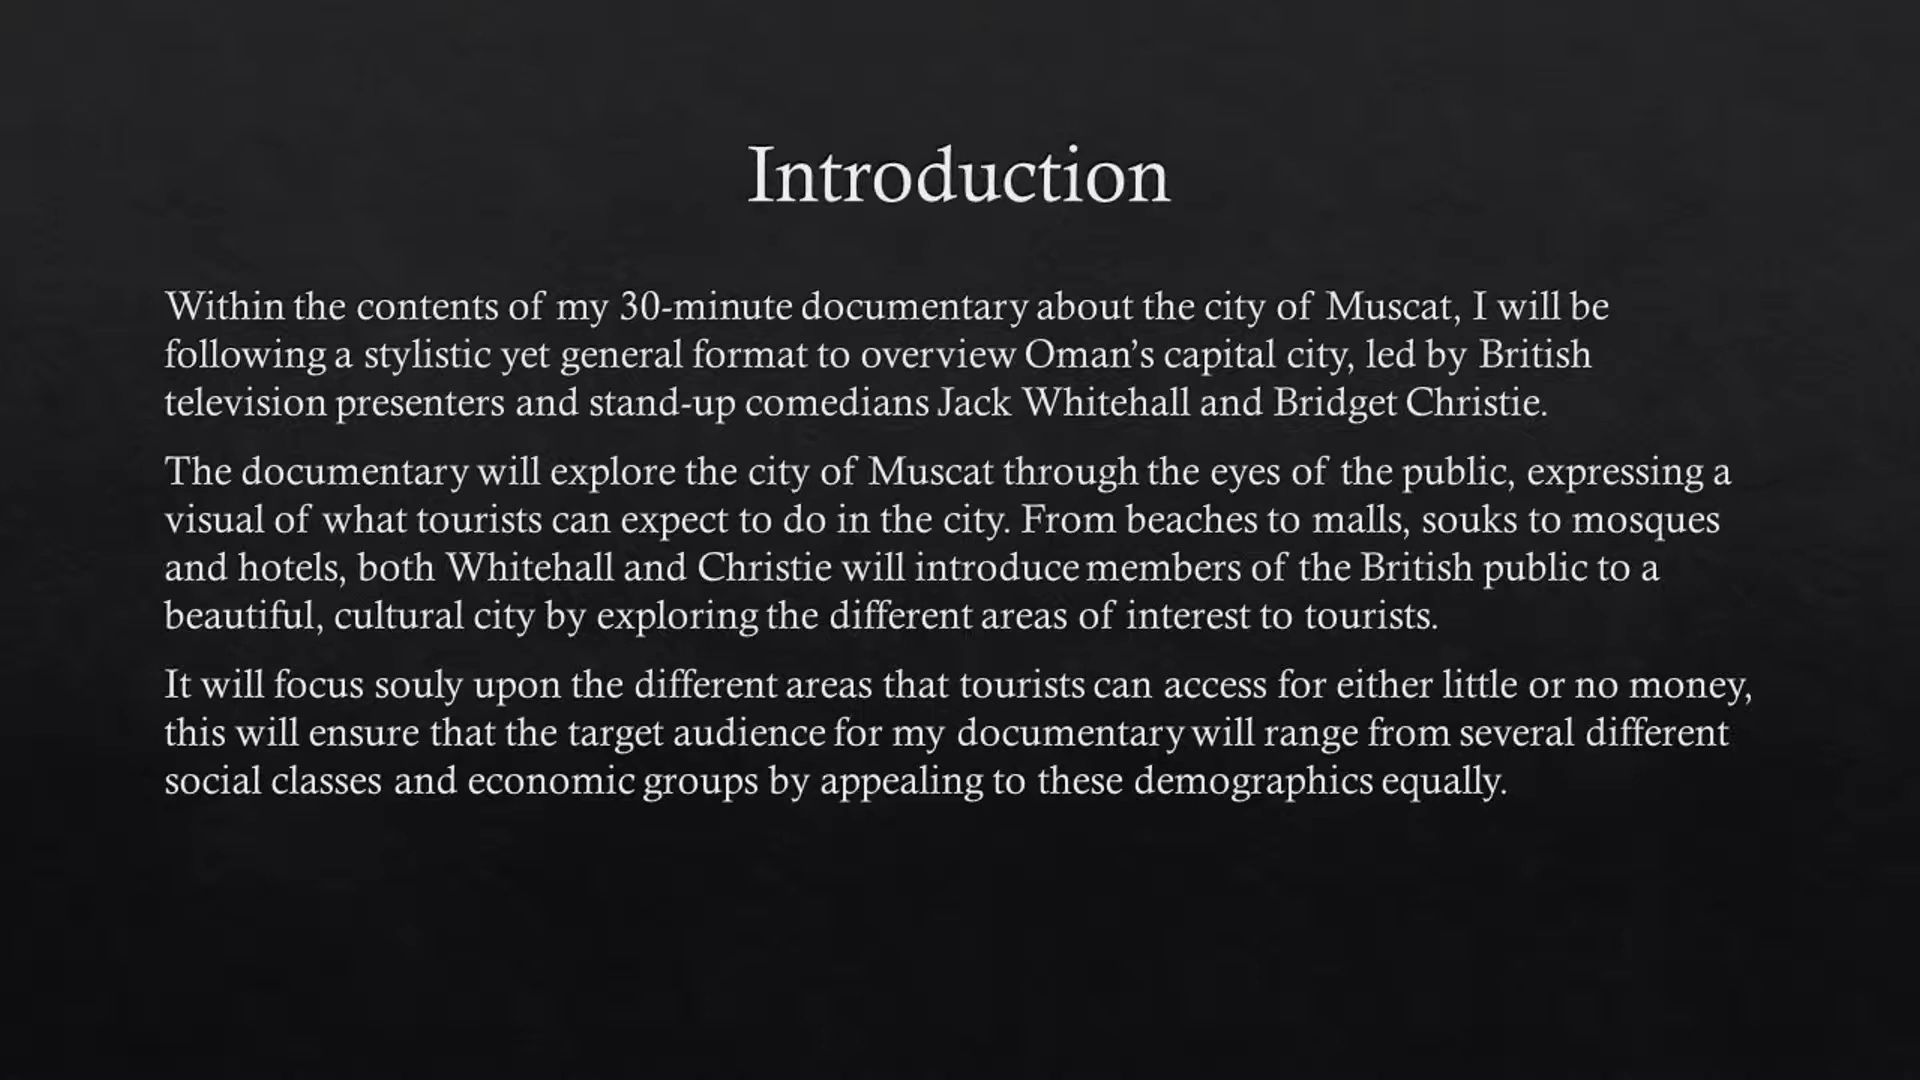 Introduction
Within the contents of my 30-minute documentary about the city of Muscat, I will be
following a stylistic yet general format to overview Oman’s capital city, led by British
television presenters and stand-up comedians Jack Whitehall and Bridget Christie.
The documentary will explore the city of Muscat through the eyes of the public, expressing a
visual of what tourists can expect to do in the city. From beaches to malls, souks to mosques
and hotels, both Whitehall and Christie will introduce members of the British public to a
beautiful, cultural city by exploring the different areas of interest to tourists.
It will focus souly upon the different areas that tourists can access for either little or no money,
this will ensure that the target audience for my documentary will range from several different
social classes and economic groups by appealing to these demographics equally.